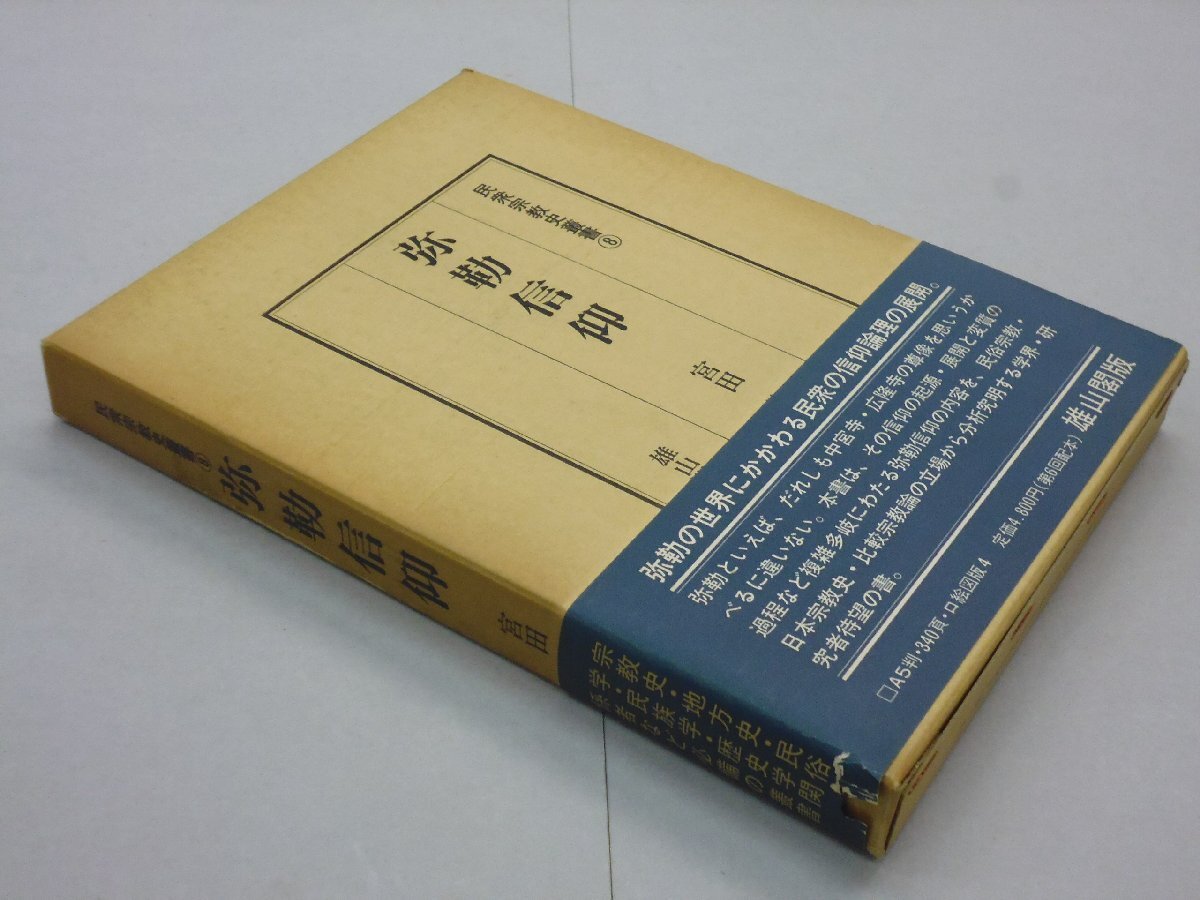 民衆宗教史叢書⑧
弥勒信仰
宮田
雄山
弥勒の世界にかかわる民衆の信仰論理の展開。
弥勒といえば、だれしも中宮寺・広隆寺の尊像を思いうか
べるに違いない。本書は、その信仰の起源・展開と変質の
過程など複雑多岐にわたる弥勒信仰の内容を、民俗宗教・
日本宗教史・比較宗教論の立場から分析究明する学界・研
究者待望の書。
□A5判・340頁・口絵図版4 定価4,800円(第6回配本) 雄山閣版
民衆宗教史叢書⑧
弥勒信仰
宮田
宗教史・地方史・民俗
学・民族学・歴史学関
係者など必備の叢書